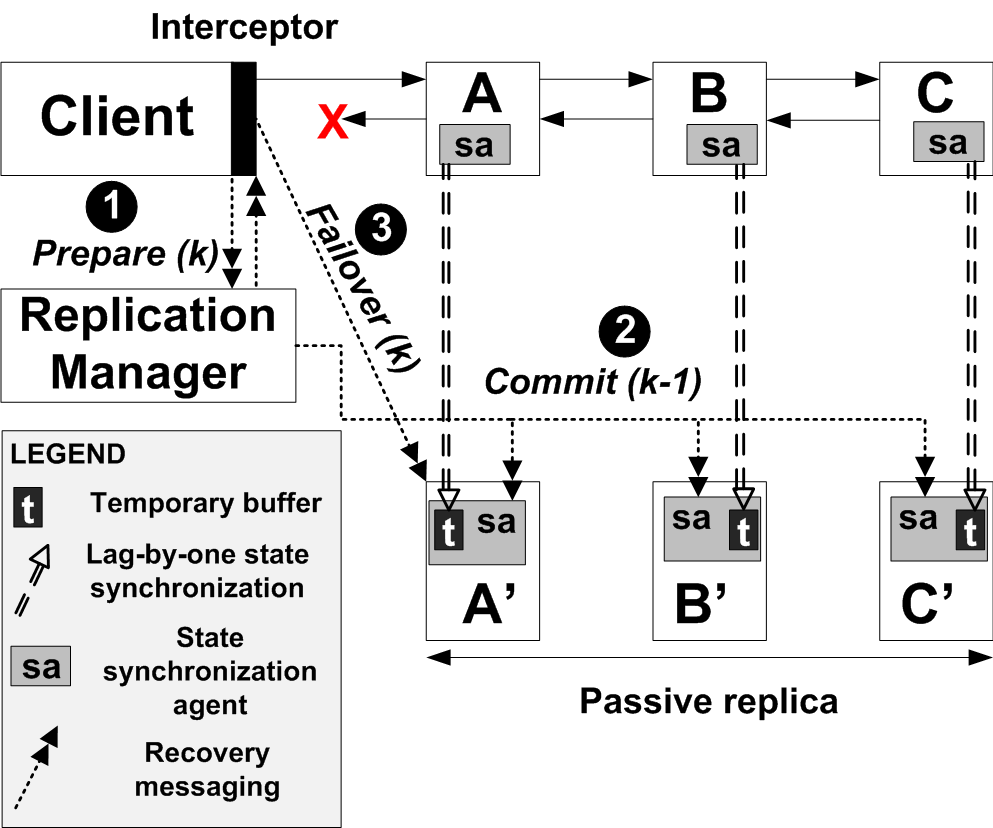 Interceptor
Client
A
B
C
sa
sa
sa
X
1
Prepare (k)
3
Failover (k)
Replication
Manager
2
Commit (k-1)
LEGEND
t
Temporary buffer
Lag-by-one state
synchronization
sa
State
synchronization
agent
Recovery
messaging
t
sa
sa
t
sa
t
A’
B’
C’
Passive replica